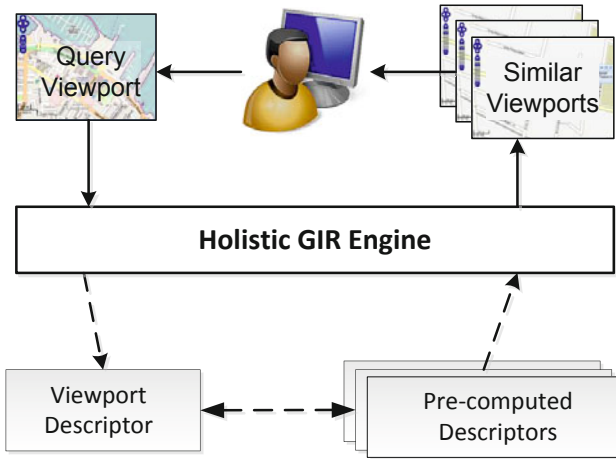 Query
Viewport
Similar
Viewports
Holistic GIR Engine
Viewport
Descriptor
Pre-computed
Descriptors